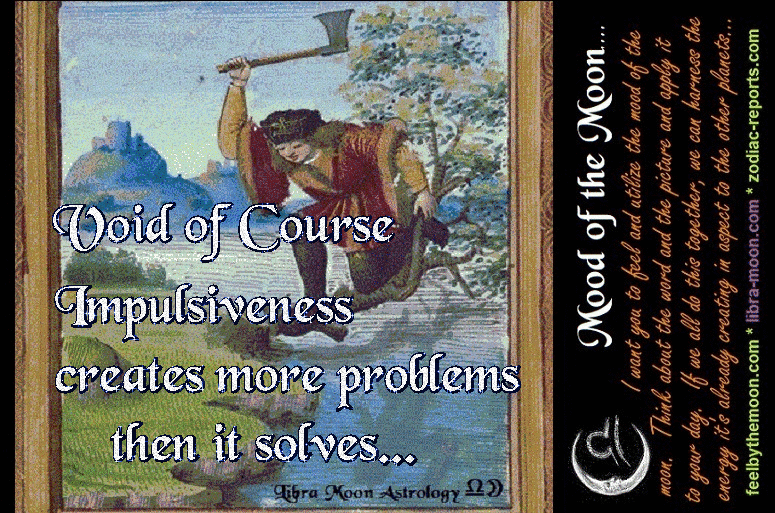 Void of Course
Impulsiveness
creates more problems
then it solves...
Libra Moon Astrology
Mood of the Moon...
I want you to feel and utilize the mood of the
moon. Think about the word and the picture and apply it
to your day. If we all do this together, we can harness the
energy it's already creating in aspect to the other planets...
feelbythemoon.com * libra-moon.com * zodiac-reports.com